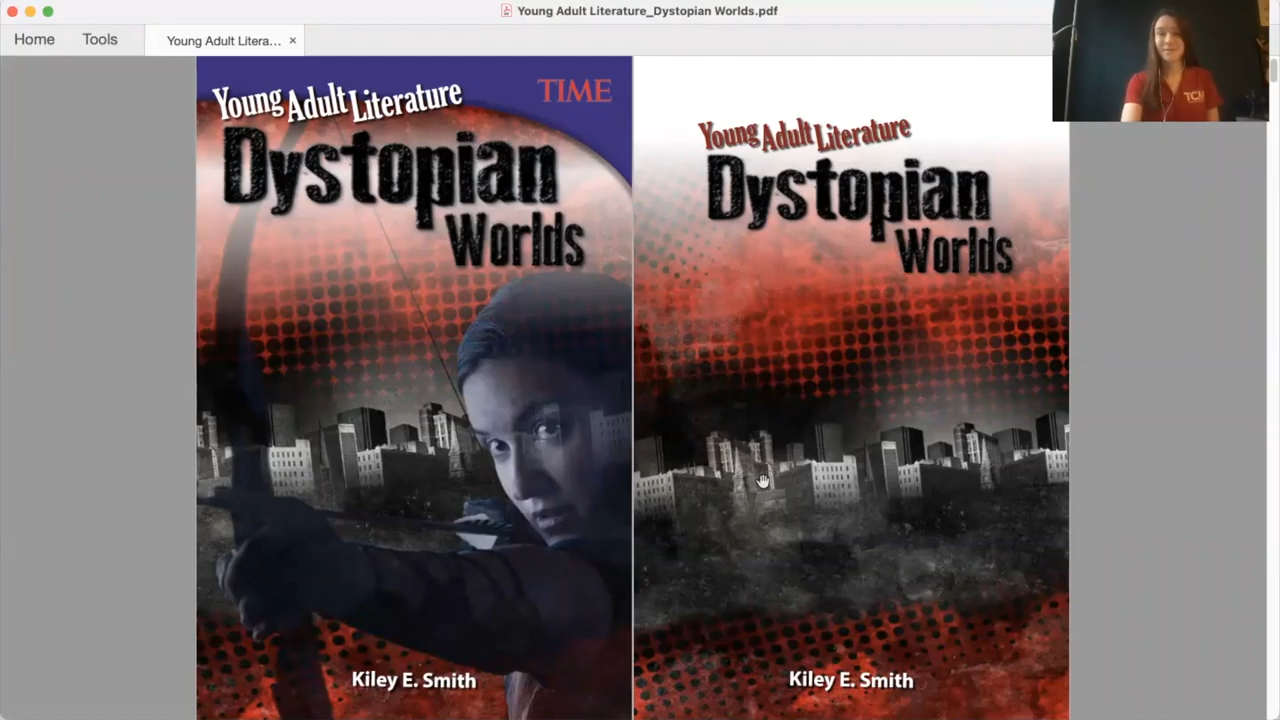 Young Adult Literature_Dystopian Worlds.pdf
Home
Tools
Young Adult Litera...
×
TIME
Young Adult Literature
Dystopian
Worlds
Kiley E. Smith
Young Adult Literature
Dystopian
Worlds
Kiley E. Smith
TCM